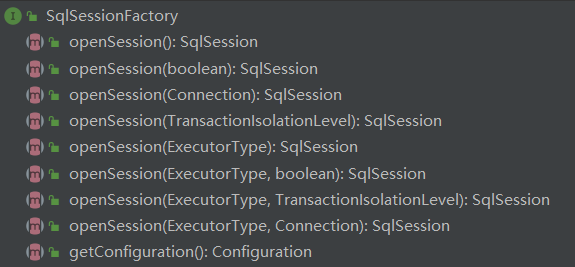 I SqlSessionFactory
m openSession(): SqlSession
m openSession(boolean): SqlSession
m openSession(Connection): SqlSession
m openSession(TransactionIsolationLevel): SqlSession
m openSession(ExecutorType): SqlSession
m openSession(ExecutorType, boolean): SqlSession
m openSession(ExecutorType, TransactionIsolationLevel): SqlSession
m openSession(ExecutorType, Connection): SqlSession
m getConfiguration(): Configuration